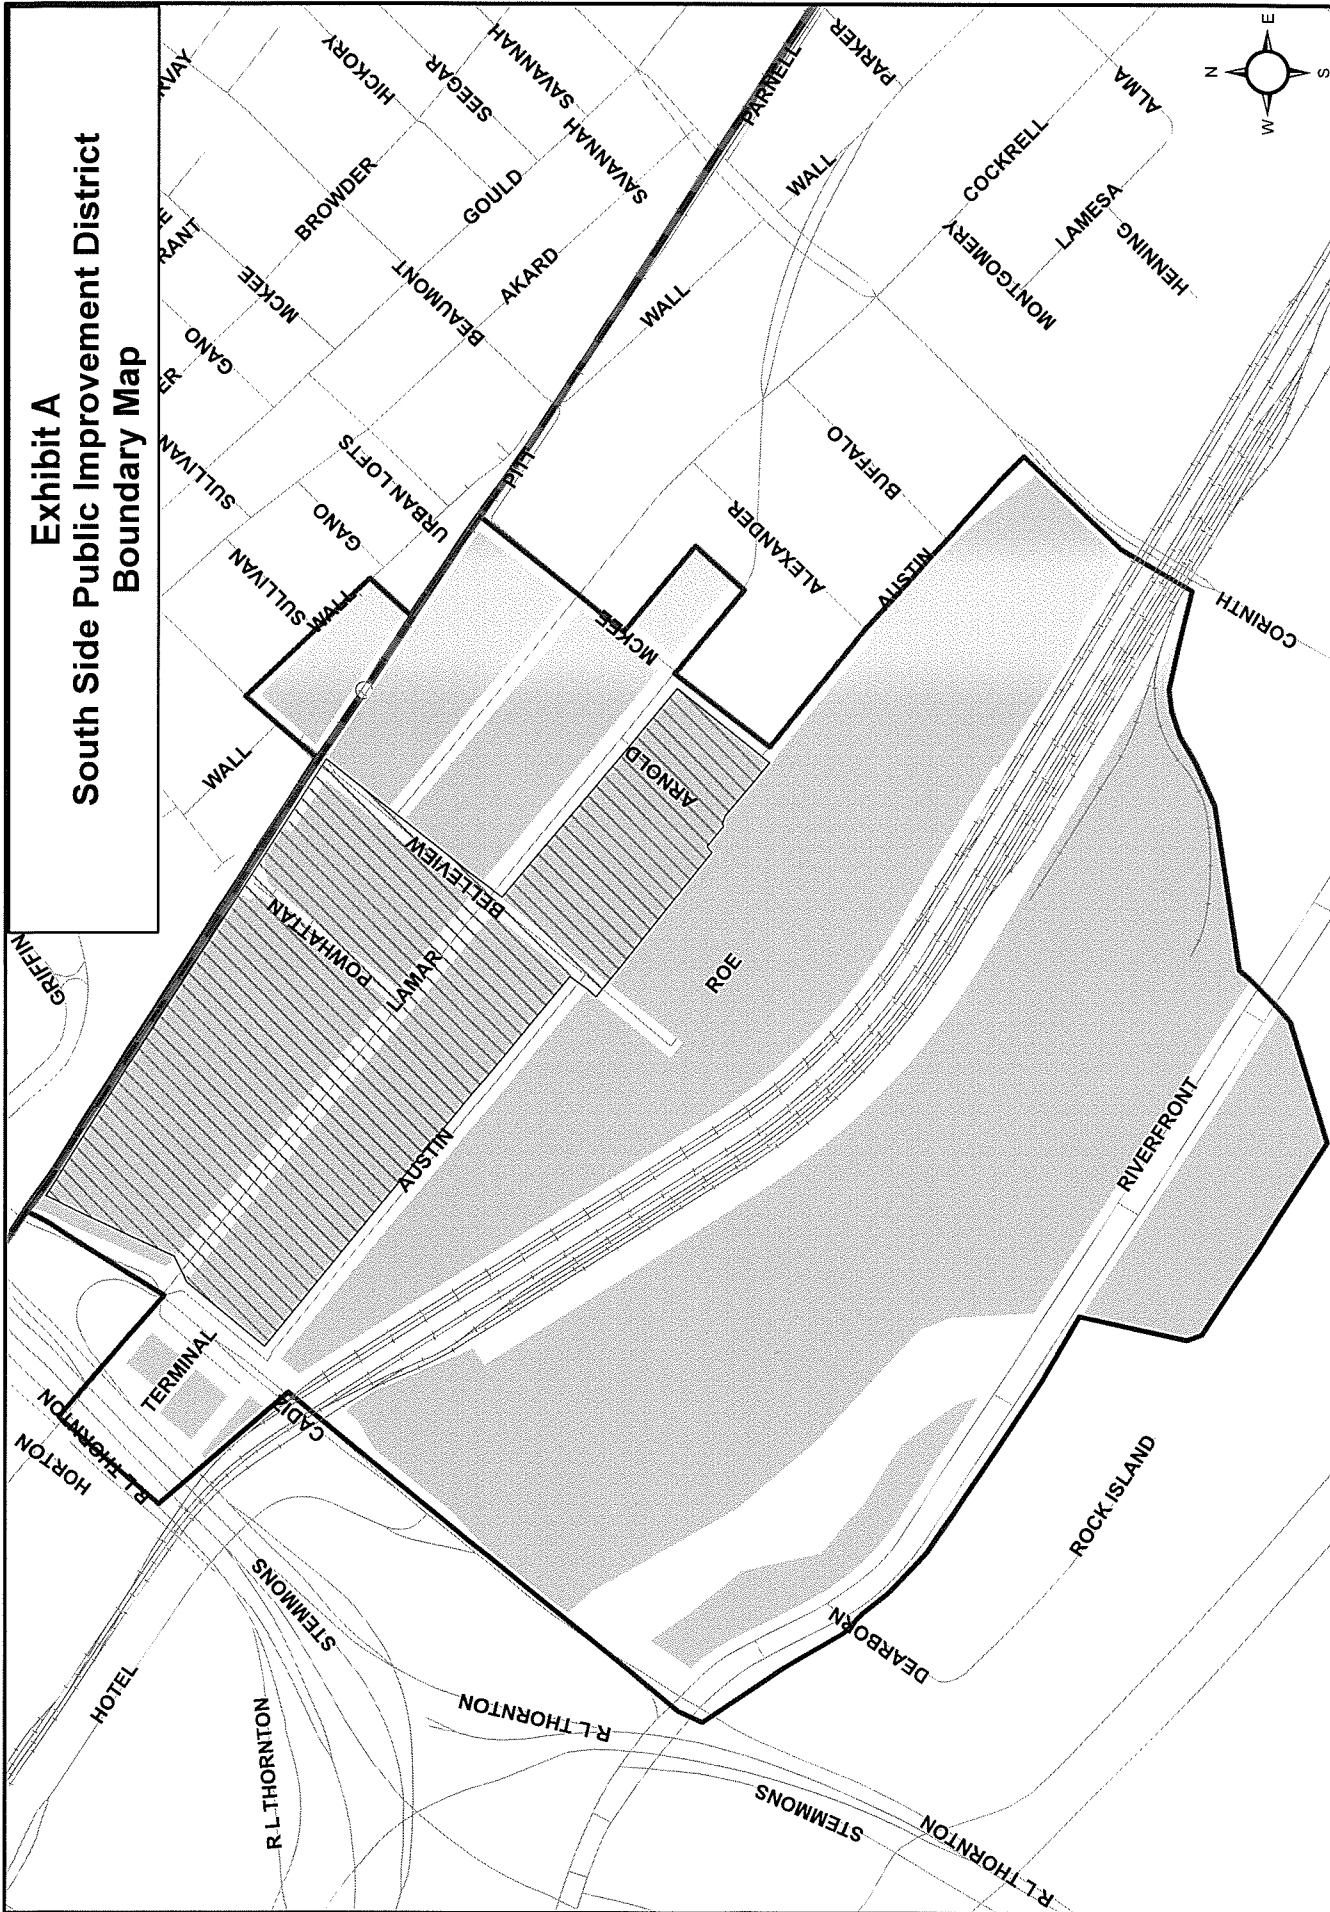 Exhibit A
South Side Public Improvement District
Boundary Map
HICKORY
SEEGAR
SAVANNAH
SAVANNAH
SAVANNAH
PARNELL
PARKER
ALMA
N
E
W
S
BROWDER
GOULD
WALL
COCKRELL
MCKEE
BEAUMONT
AKARD
WALL
MONTGOMERY
LAMESA
HENNING
GANO
SULLIVAN
URBAN LOFTS
PITT
BUFFALO
GANO
SULLIVAN
WALL
ALEXANDER
AUSTIN
MCKEE
CORINTH
WALL
ARNOLD
BELLEVIEW
GRIFFIN
POWHATTAN
LAMAR
ROE
AUSTIN
RIVERFRONT
TERMINAL
CADIZ
R L THORNTON
HORTON
ROCK ISLAND
STEMMONS
DEARBORN
HOTEL
R L THORNTON
R L THORNTON
STEMMONS
R L THORNTON